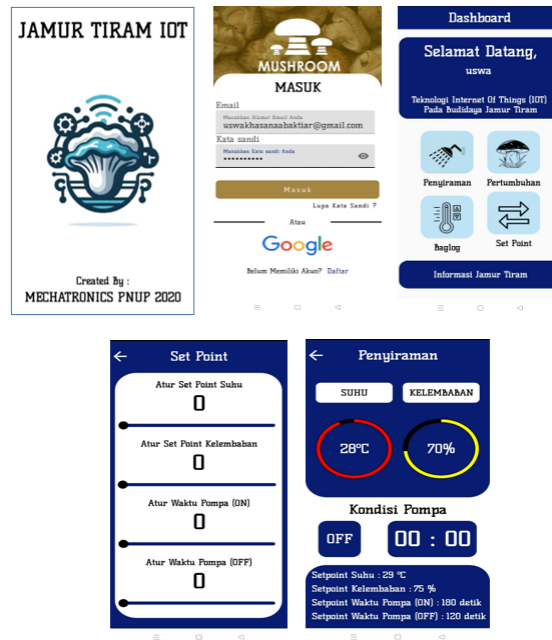 JAMUR TIRAM IOT
Created By :
MECHATRONICS PNUP 2020
MUSHROOM
MASUK
Email
Masukkan Alamat Email Anda
uswakhasanaabaktiar@gmail.com
Kata sandi
Masukkan Kata sandi Anda
••••••••••
Masuk
Lupa Kata Sandi ?
Atau
Google
Belum Memiliki Akun? Daftar
Dashboard
Selamat Datang,
uswa
Teknologi Internet Of Things (IOT)
Pada Budidaya Jamur Tiram
Penyiraman Pertumbuhan
Baglog Set Point
Informasi Jamur Tiram
Set Point
Atur Set Point Suhu
0
Atur Set Point Kelembaban
0
Atur Waktu Pompa (ON)
0
Atur Waktu Pompa (OFF)
0
Penyiraman
SUHU KELEMBABAN
28°C 70%
Kondisi Pompa
OFF 00 : 00
Setpoint Suhu : 29 °C
Setpoint Kelembaban : 75 %
Setpoint Waktu Pompa (ON) : 180 detik
Setpoint Waktu Pompa (OFF) : 120 detik